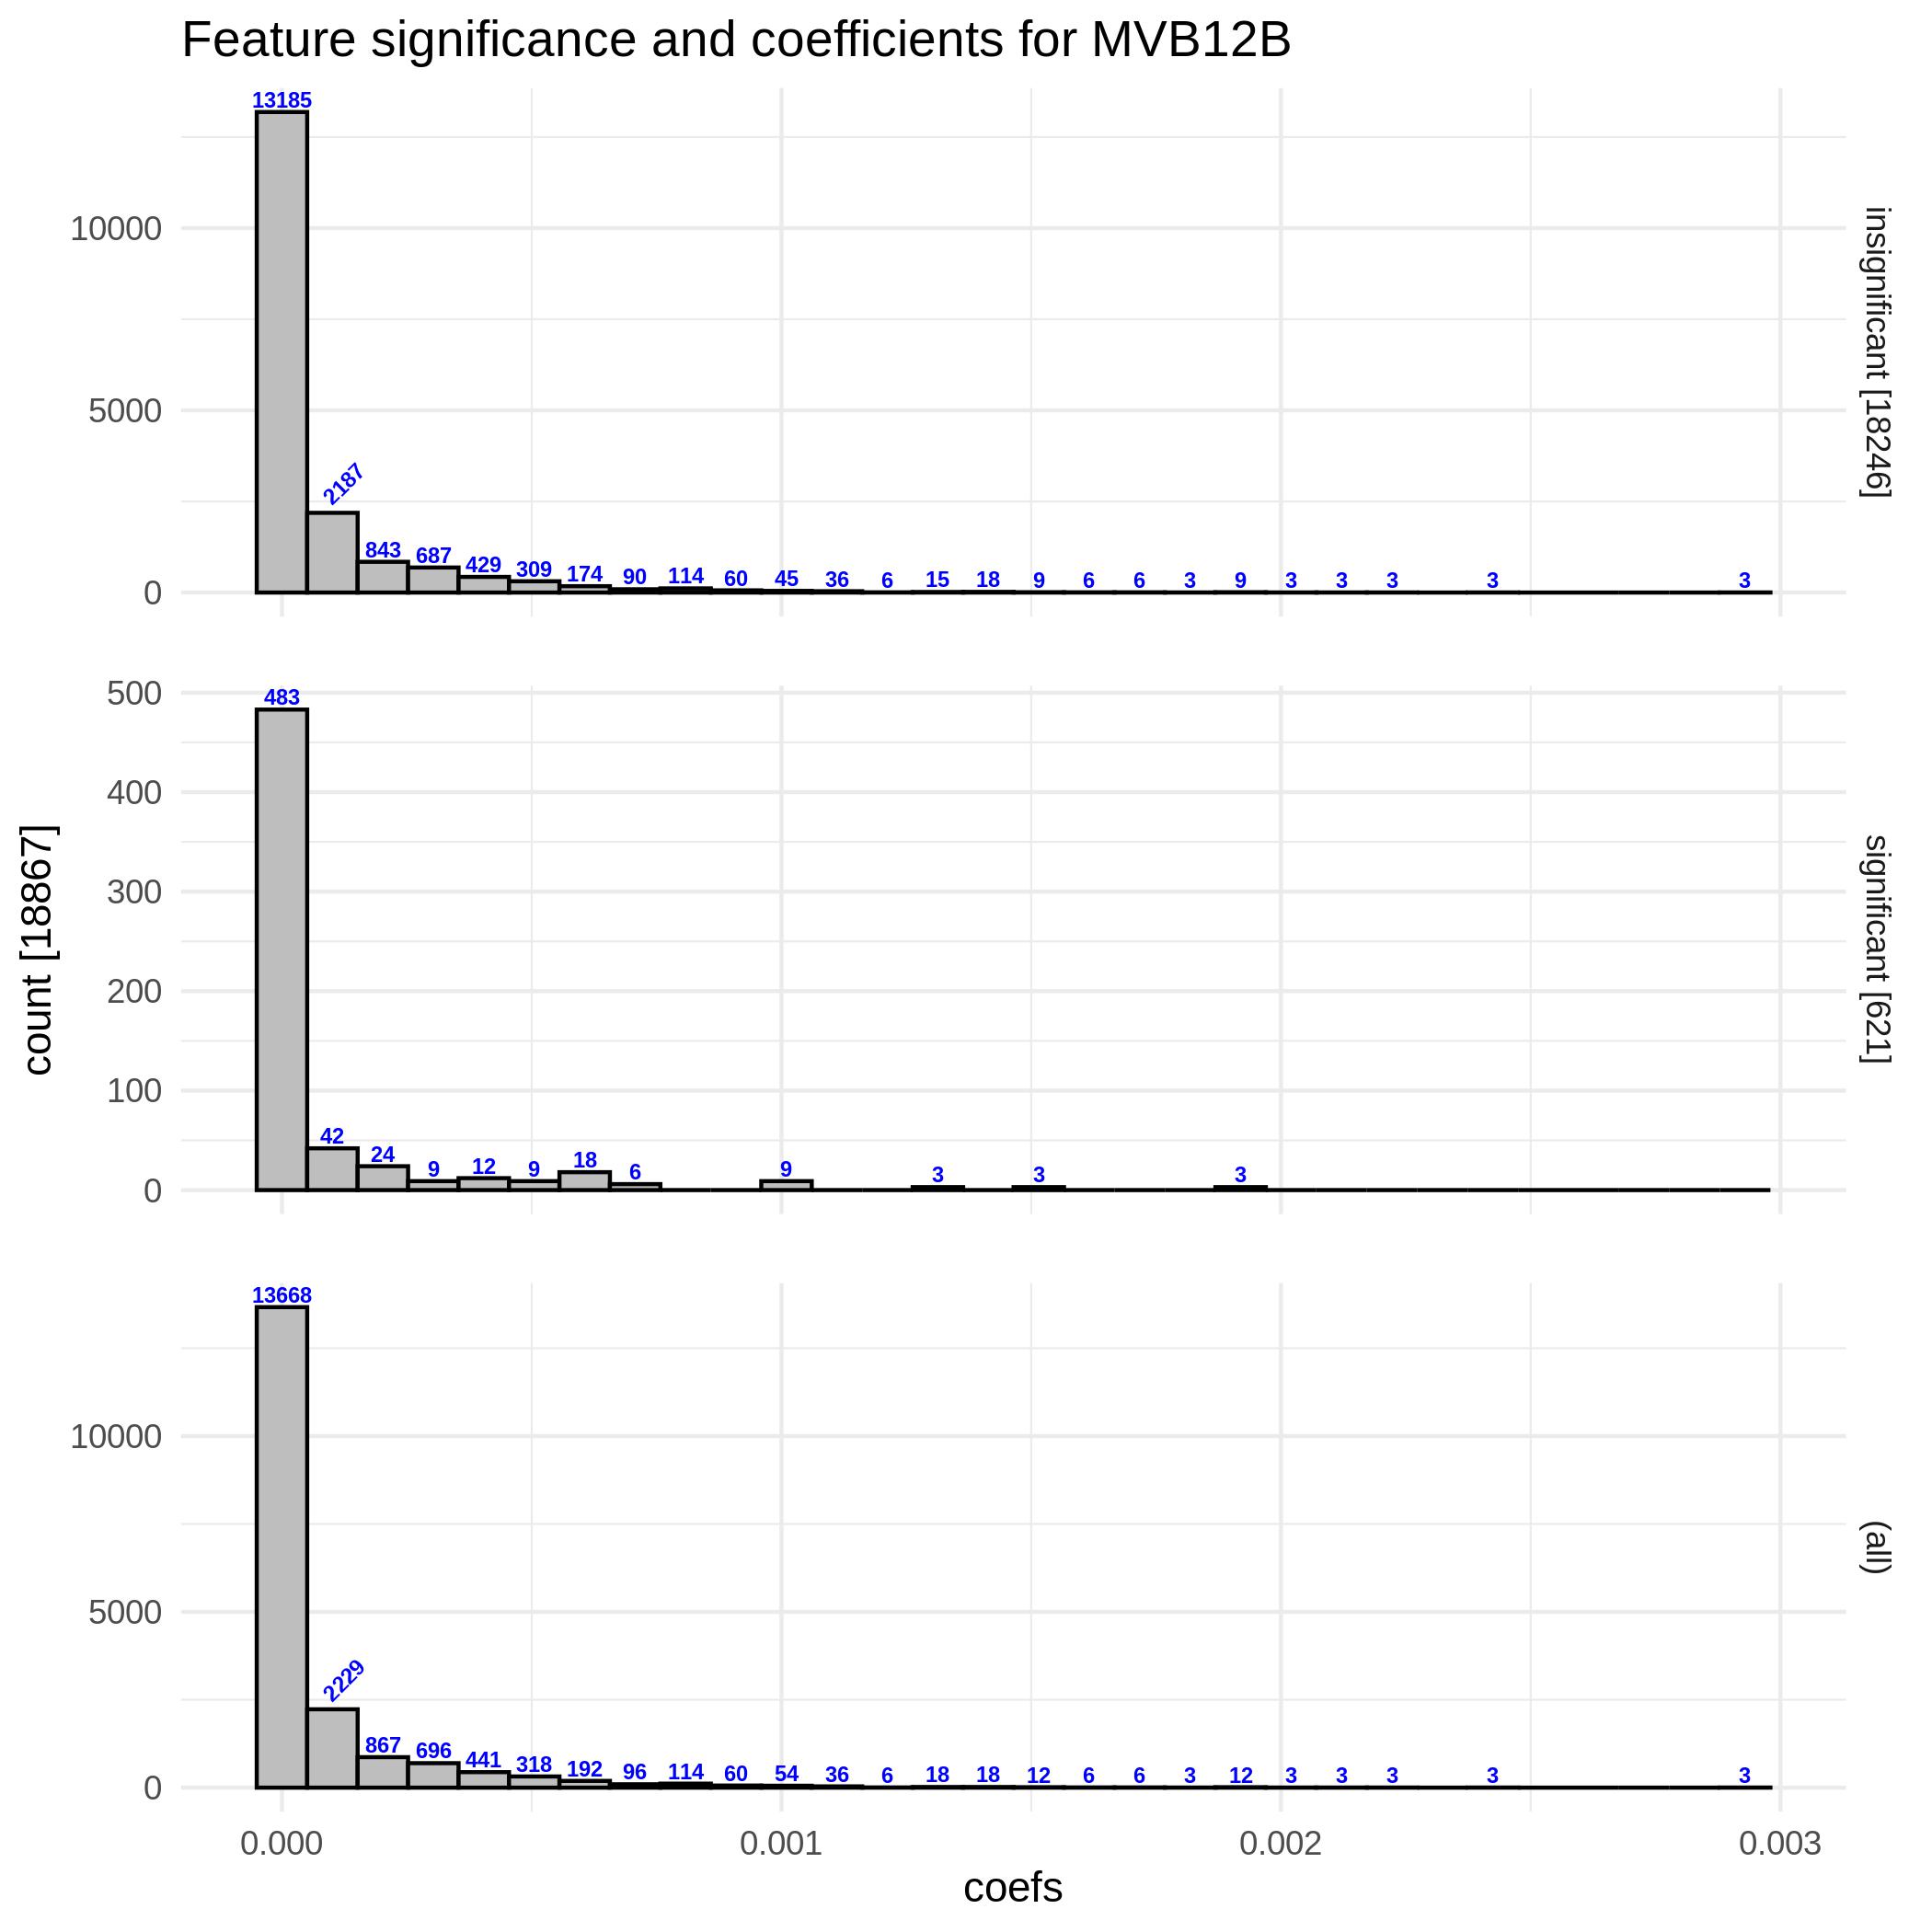 Feature significance and coefficients for MVB12B
13185
10000
5000
0
2187
843 687 429 309 174 90 114 60 45 36 6 15 18 9 6 6 3 9 3 3 3 3 3
insignificant [18246]
count [18867]
500
400
300
200
100
0
483
42 24 9 12 9 18 6 9 3 3 3
significant [621]
13668
10000
5000
0
2229
867 696 441 318 192 96 114 60 54 36 6 18 18 12 6 6 3 12 3 3 3 3 3
(all)
0.000 0.001 0.002 0.003
coefs